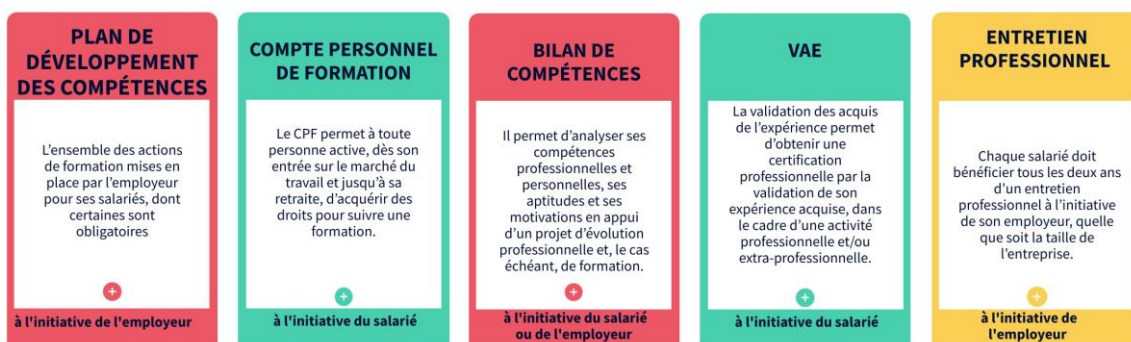 PLAN DE
DÉVELOPPEMENT
DES COMPÉTENCES
L'ensemble des actions
de formation mises en
place par l'employeur
pour ses salariés, dont
certaines sont
obligatoires
à l'initiative de l'employeur
COMPTE PERSONNEL
DE FORMATION
Le CPF permet à toute
personne active, dès son
entrée sur le marché du
travail et jusqu'à sa
retraite, d'acquérir des
droits pour suivre une
formation.
à l'initiative du salarié
BILAN DE
COMPÉTENCES
Il permet d'analyser ses
compétences
professionnelles et
personnelles, ses
aptitudes et ses
motivations en appui
d'un projet d'évolution
professionnelle et, le cas
échéant, de formation.
à l'initiative du salarié
ou de l'employeur
VAE
La validation des acquis
de l'expérience permet
d'obtenir une
certification
professionnelle par la
validation de son
expérience acquise, dans
le cadre d'une activité
professionnelle et/ou
extra-professionnelle.
à l'initiative du salarié
ENTRETIEN
PROFESSIONNEL
Chaque salarié doit
bénéficier tous les deux ans
d'un entretien
professionnel à l'initiative
de son employeur, quelle
que soit la taille de
l'entreprise.
à l'initiative de
l'employeur